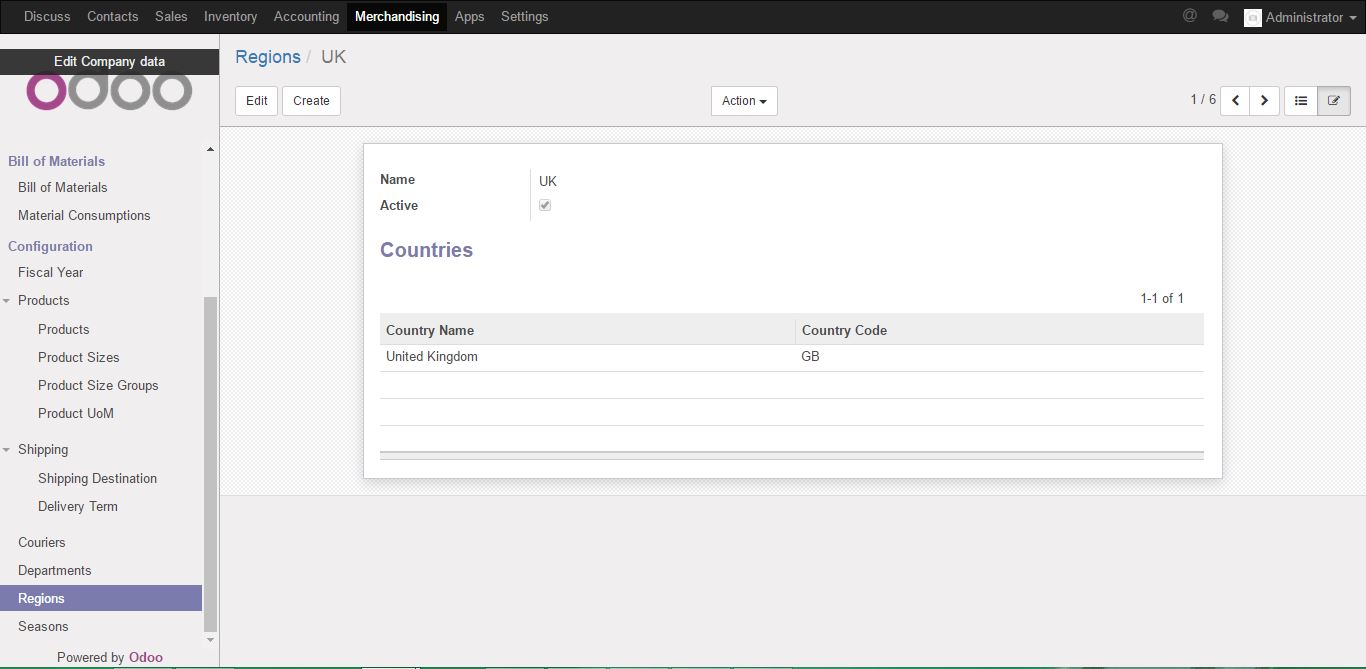 Discuss Contacts Sales Inventory Accounting Merchandising Apps Settings @ Administrator
Edit Company data
odoo
Bill of Materials
Bill of Materials
Material Consumptions
Configuration
Fiscal Year
Products
Products
Product Sizes
Product Size Groups
Product UoM
Shipping
Shipping Destination
Delivery Term
Couriers
Departments
Regions
Seasons
Powered by Odoo
Regions / UK
Edit Create Action 1 / 6
Name UK
Active
Countries
1-1 of 1
Country Name Country Code
United Kingdom GB